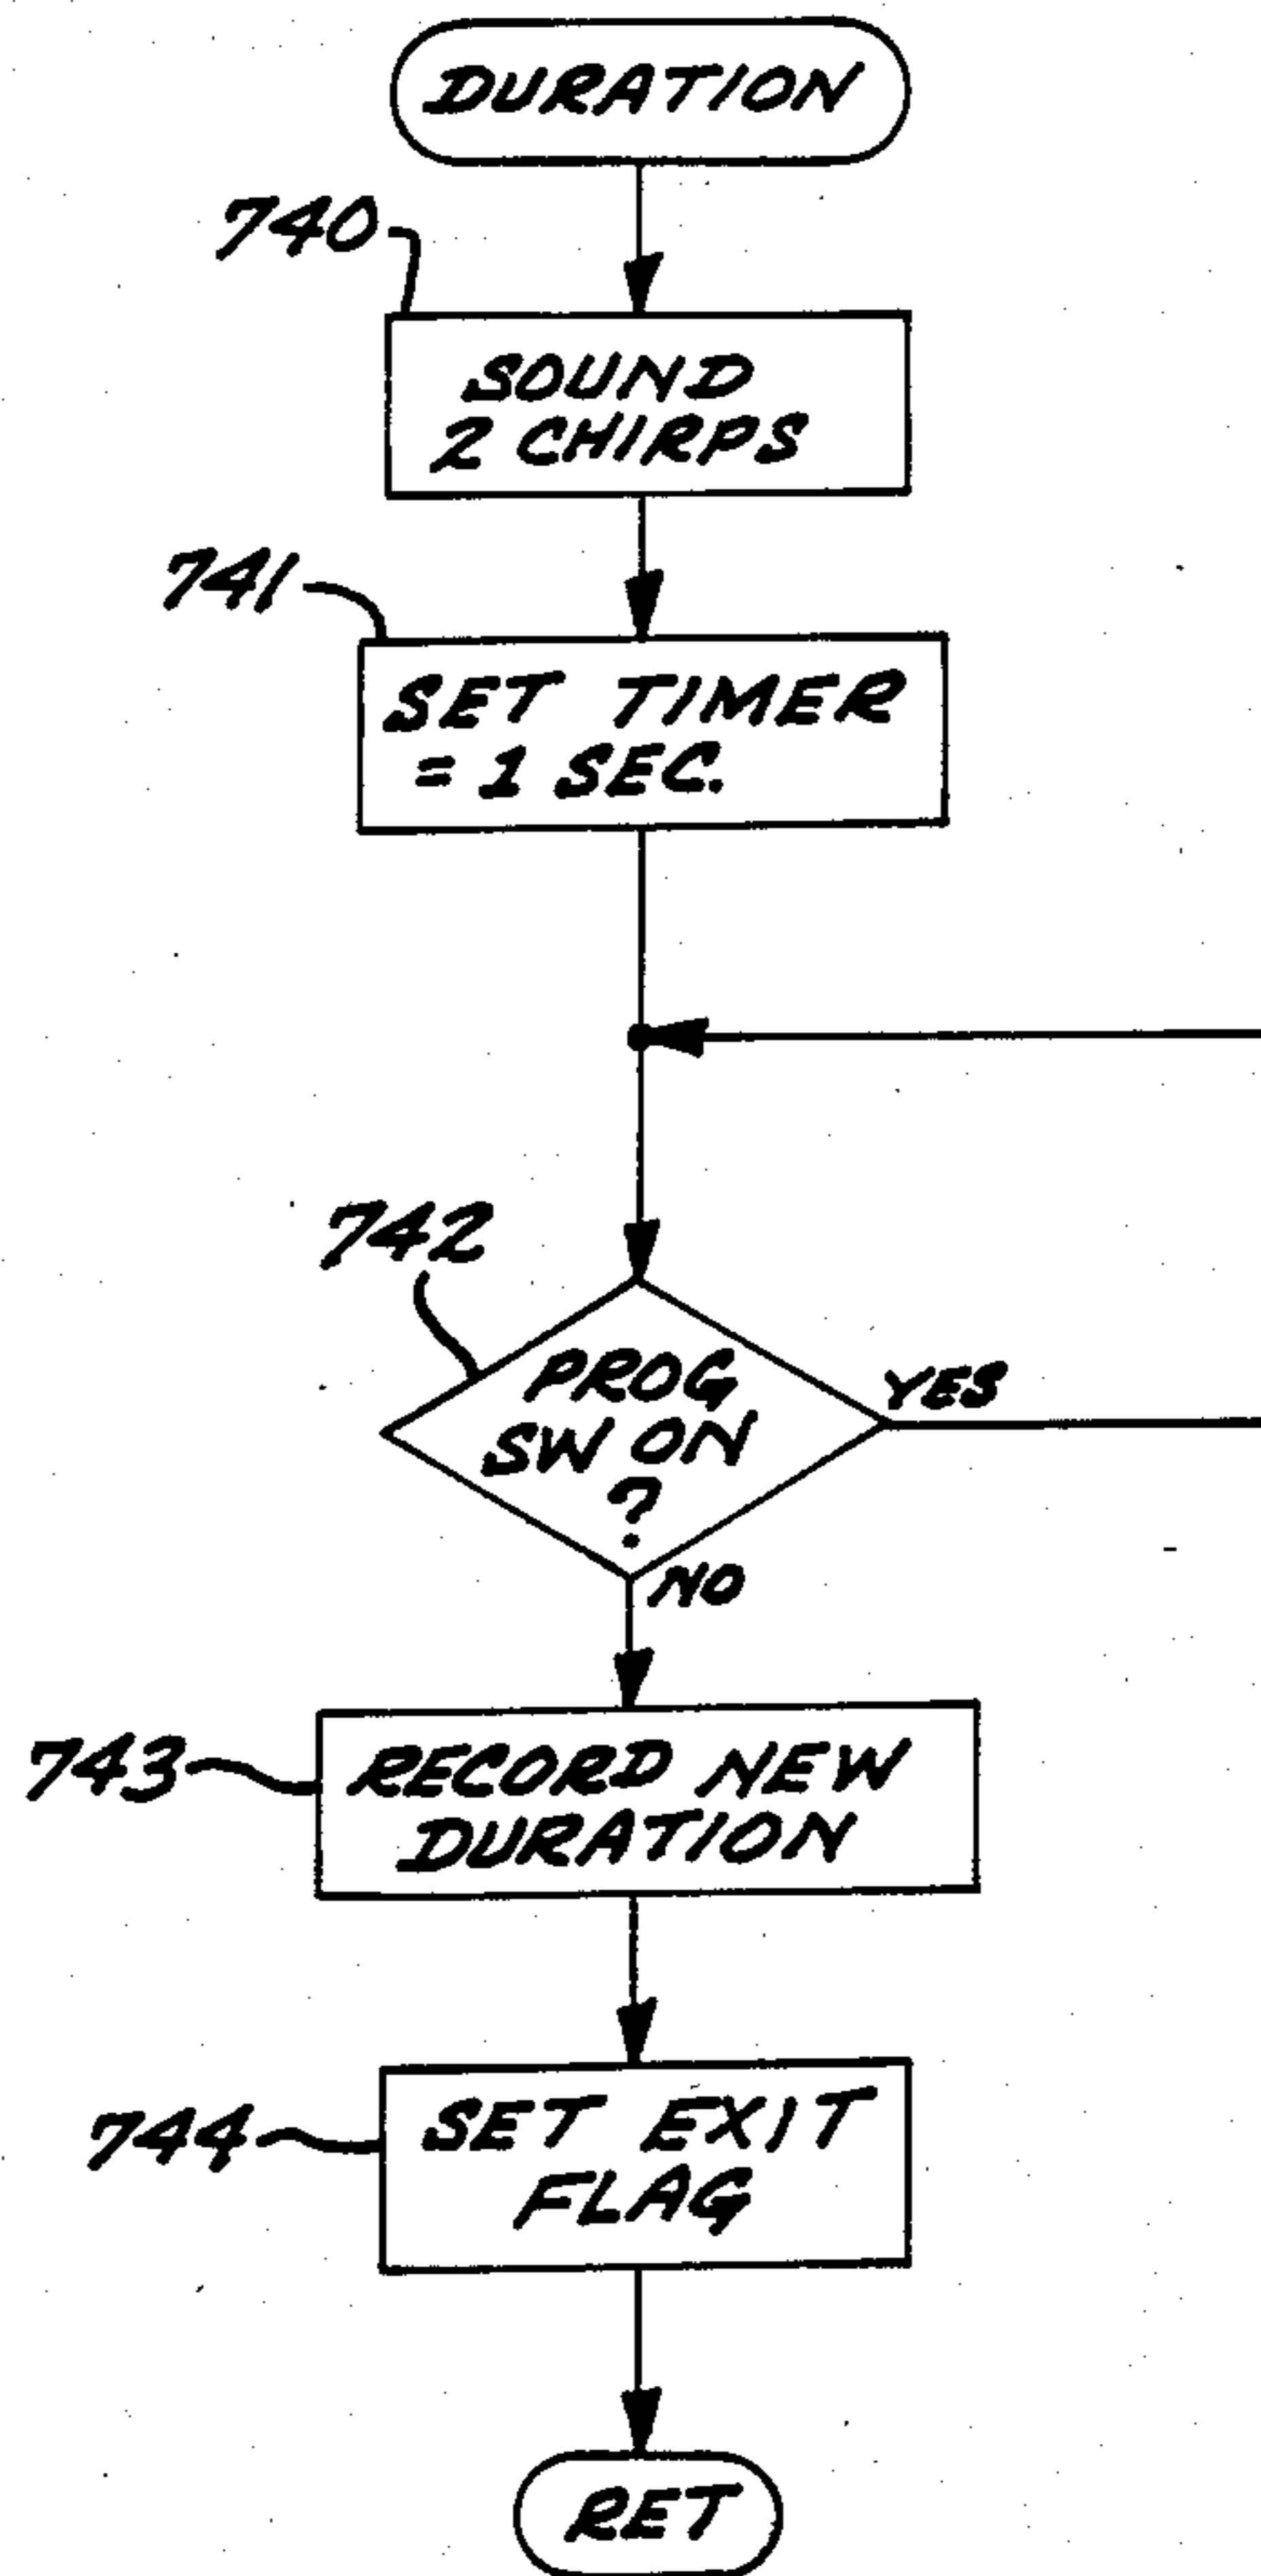 DURATION
740
SOUND
2 CHIRPS
741
SET TIMER
= 1 SEC.
742
PROG
SW ON
?
YES
NO
743
RECORD NEW
DURATION
744
SET EXIT
FLAG
RET